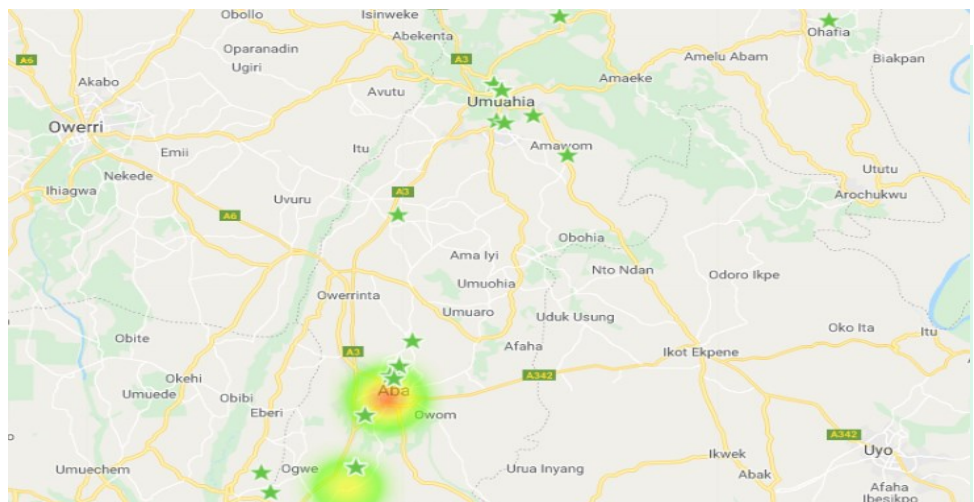 Obollo
Isinweke
Abekenta
Ohafia
Oparanadin
A6
A3
Amelu Abam
Biakpan
Ugiri
Akabo
Avutu
Amaeke
Umuahia
Owerri
Emii
Itu
Amawom
Nekede
Ututu
Ihiagwa
A3
Uvuru
Arochukwu
A6
Obohia
Ama Iyi
Nto Ndan
Odoro Ikpe
Umuohia
Owerrinta
Umuaro
Uduk Usung
Oko Ita
Itu
Obite
Afaha
A3
Ikot Ekpene
Okehi
A342
Umuede
Aba
Obibi
Eberi
Owom
A342
Uyo
Ikwek
Umuechem
Ogwe
Urua Inyang
Abak
Afaha
Ibesikpo